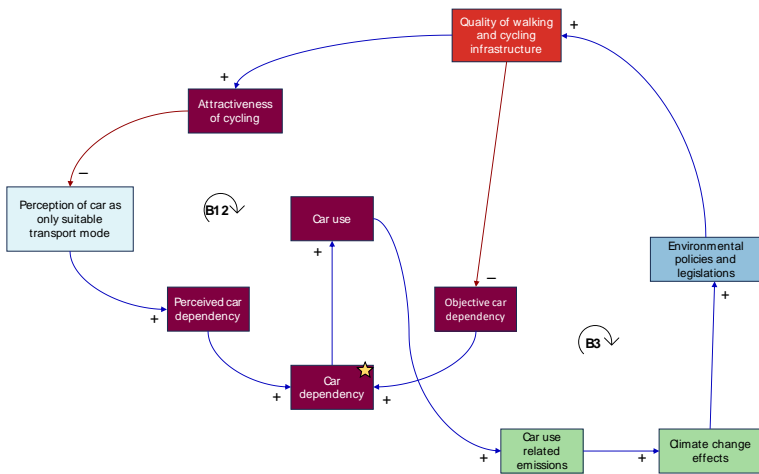 Quality of walking
and cycling
infrastructure
+
+
Attractiveness
of cycling
–
Perception of car as
only suitable
transport mode
B12
Car use
+
Environmental
policies and
legislations
+
Perceived car
dependency
+
–
Objective car
dependency
B3
Car
dependency
+
+
Car use
related
emissions
+
Climate change
effects
+